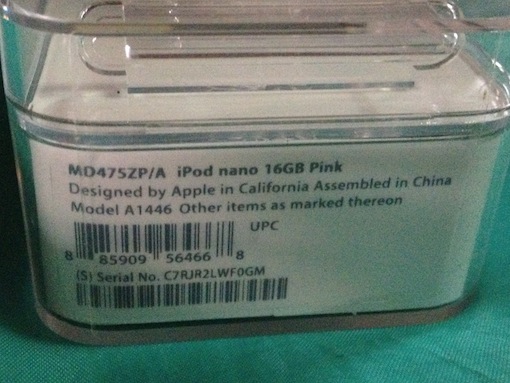 MD475ZP/A iPod nano 16GB Pink
Designed by Apple in California Assembled in China
Model A1446 Other items as marked thereon
UPC
8 85909 56466 8
(S) Serial No. C7RJR2LWF0GM